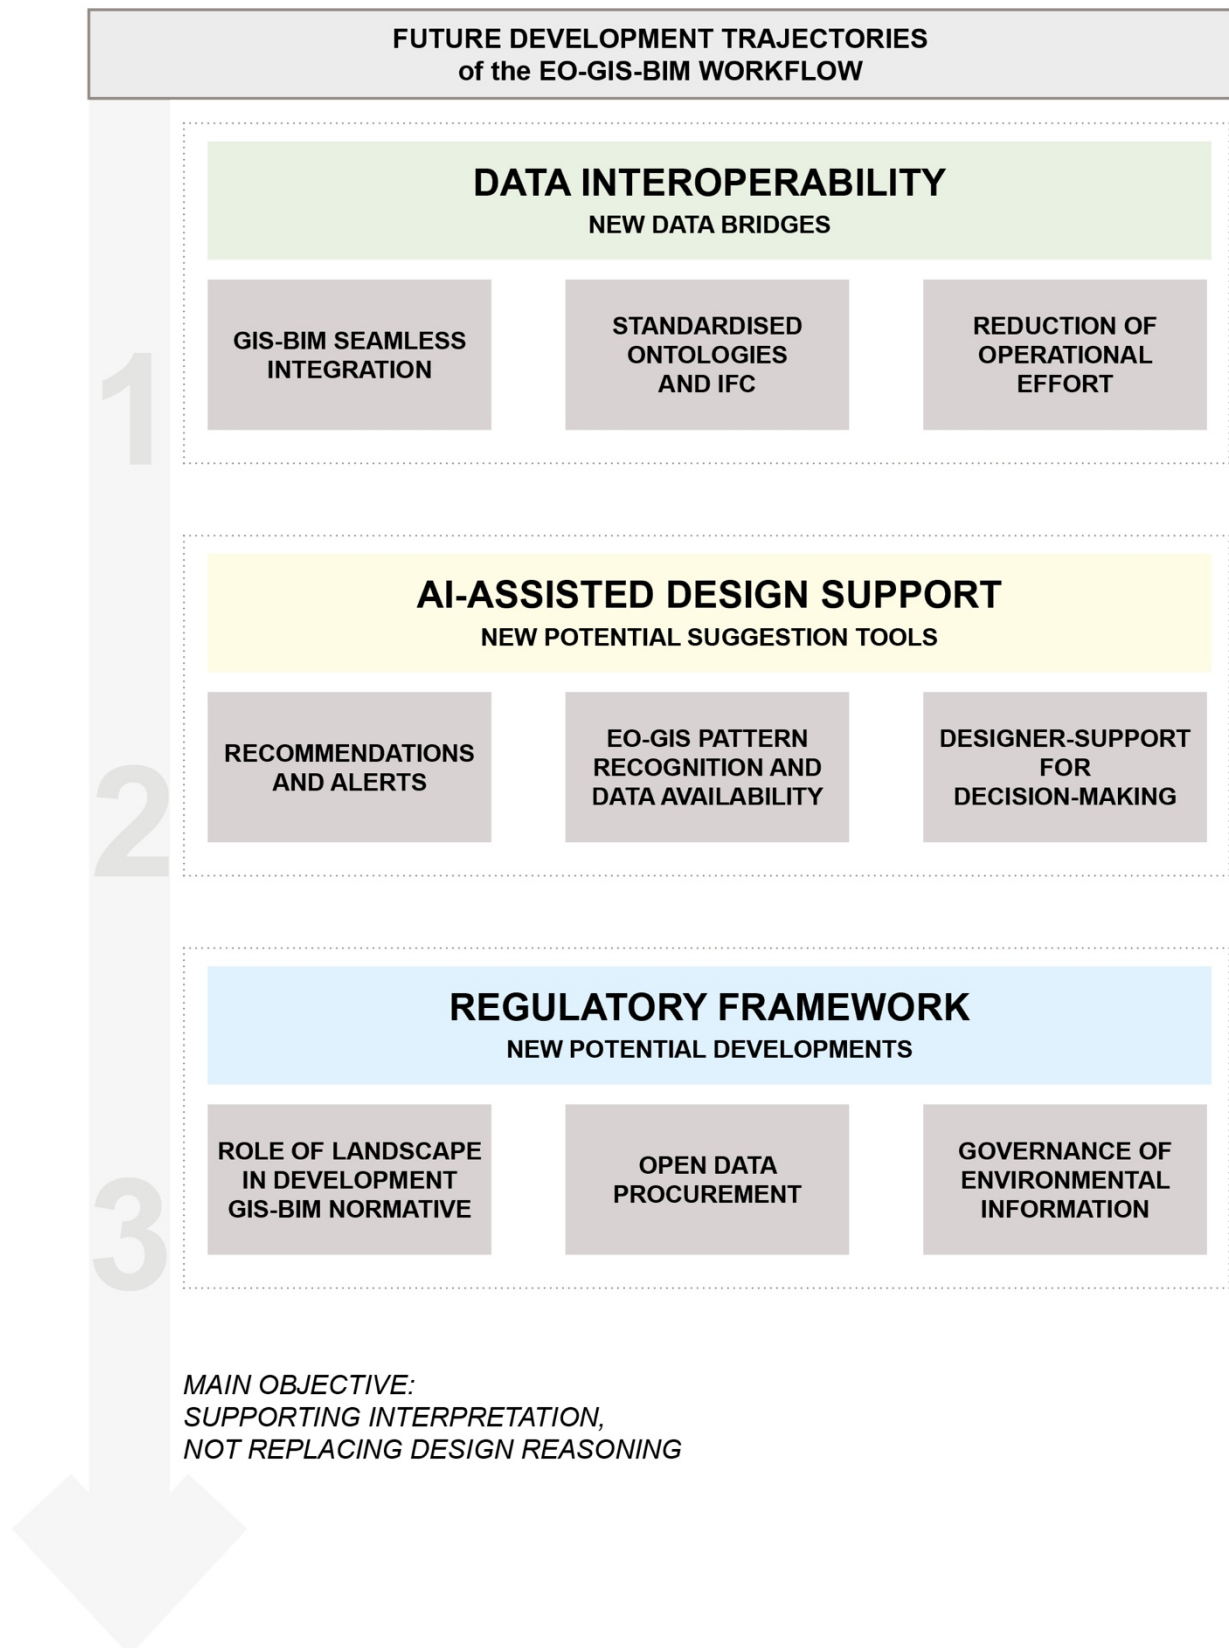 FUTURE DEVELOPMENT TRAJECTORIES
of the EO-GIS-BIM WORKFLOW
1
DATA INTEROPERABILITY
NEW DATA BRIDGES
GIS-BIM SEAMLESS
INTEGRATION
STANDARDISED
ONTOLOGIES
AND IFC
REDUCTION OF
OPERATIONAL
EFFORT
2
AI-ASSISTED DESIGN SUPPORT
NEW POTENTIAL SUGGESTION TOOLS
RECOMMENDATIONS
AND ALERTS
EO-GIS PATTERN
RECOGNITION AND
DATA AVAILABILITY
DESIGNER-SUPPORT
FOR
DECISION-MAKING
3
REGULATORY FRAMEWORK
NEW POTENTIAL DEVELOPMENTS
ROLE OF LANDSCAPE
IN DEVELOPMENT
GIS-BIM NORMATIVE
OPEN DATA
PROCUREMENT
GOVERNANCE OF
ENVIRONMENTAL
INFORMATION
MAIN OBJECTIVE:
SUPPORTING INTERPRETATION,
NOT REPLACING DESIGN REASONING